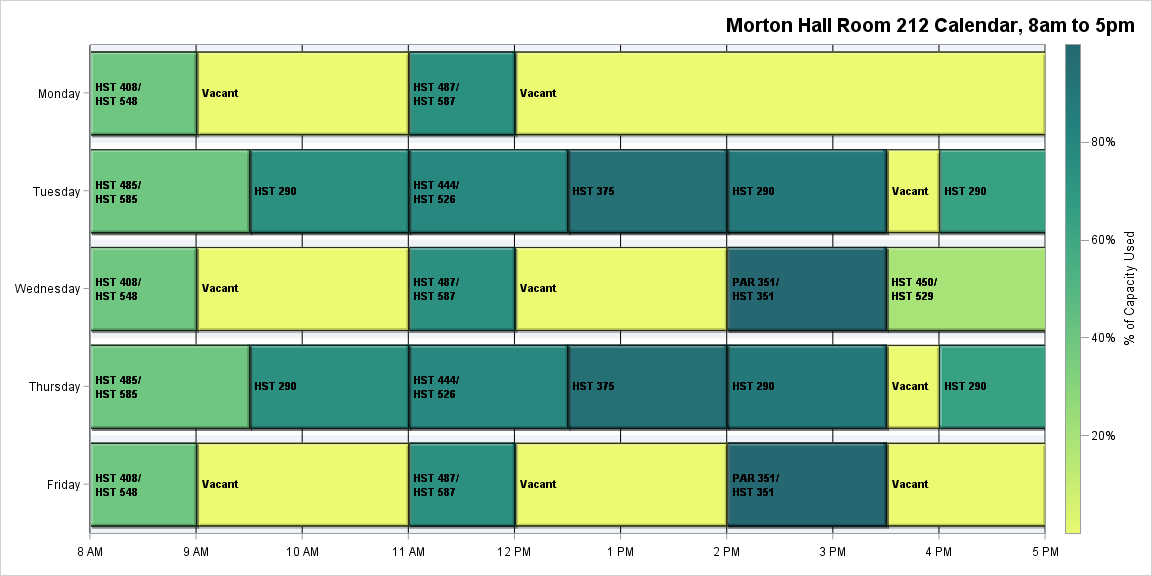 Morton Hall Room 212 Calendar, 8am to 5pm
Monday
HST 408/
HST 548
Vacant
HST 487/
587
Vacant
Tuesday
HST 485/
HST 585
HST 290
HST 444/
HST 526
HST 375
HST 290
Vacant
HST 290
Wednesday
HST 408/
HST 548
Vacant
HST 487/
587
Vacant
PAR 351/
HST 351
HST 450/
HST 529
Thursday
HST 485/
HST 585
HST 290
HST 444/
HST 526
HST 375
HST 290
Vacant
HST 290
Friday
HST 408/
HST 548
Vacant
HST 487/
587
Vacant
PAR 351/
HST 351
Vacant
8 AM
9 AM
10 AM
11 AM
12 PM
1 PM
2 PM
3 PM
4 PM
5 PM
80%
60%
40%
20%
% of Capacity Used